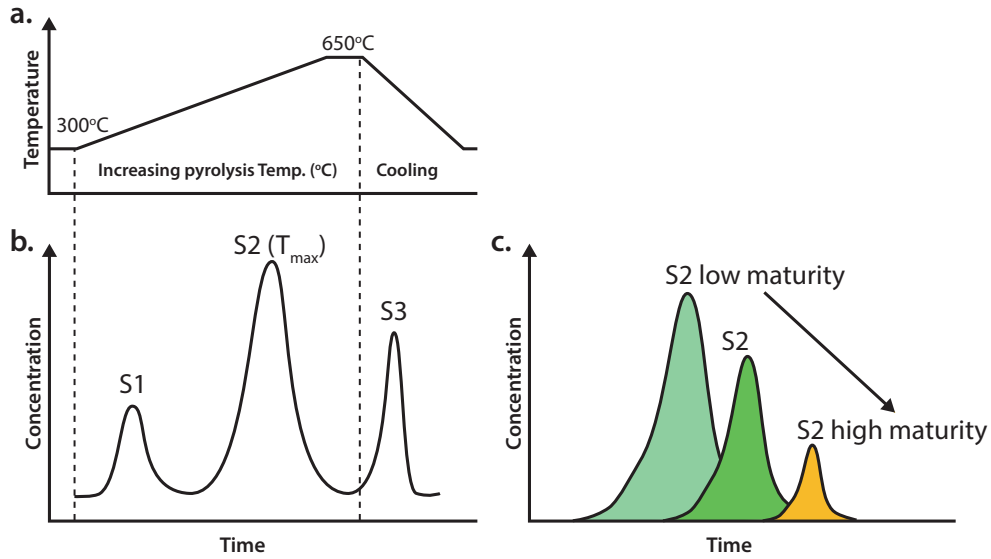 a.
650°C
300°C
Temperature
Increasing pyrolysis Temp. (°C)
Cooling
b.
S2 (Tmax)
S3
S1
Concentration
Time
c.
S2 low maturity
S2
S2 high maturity
Concentration
Time